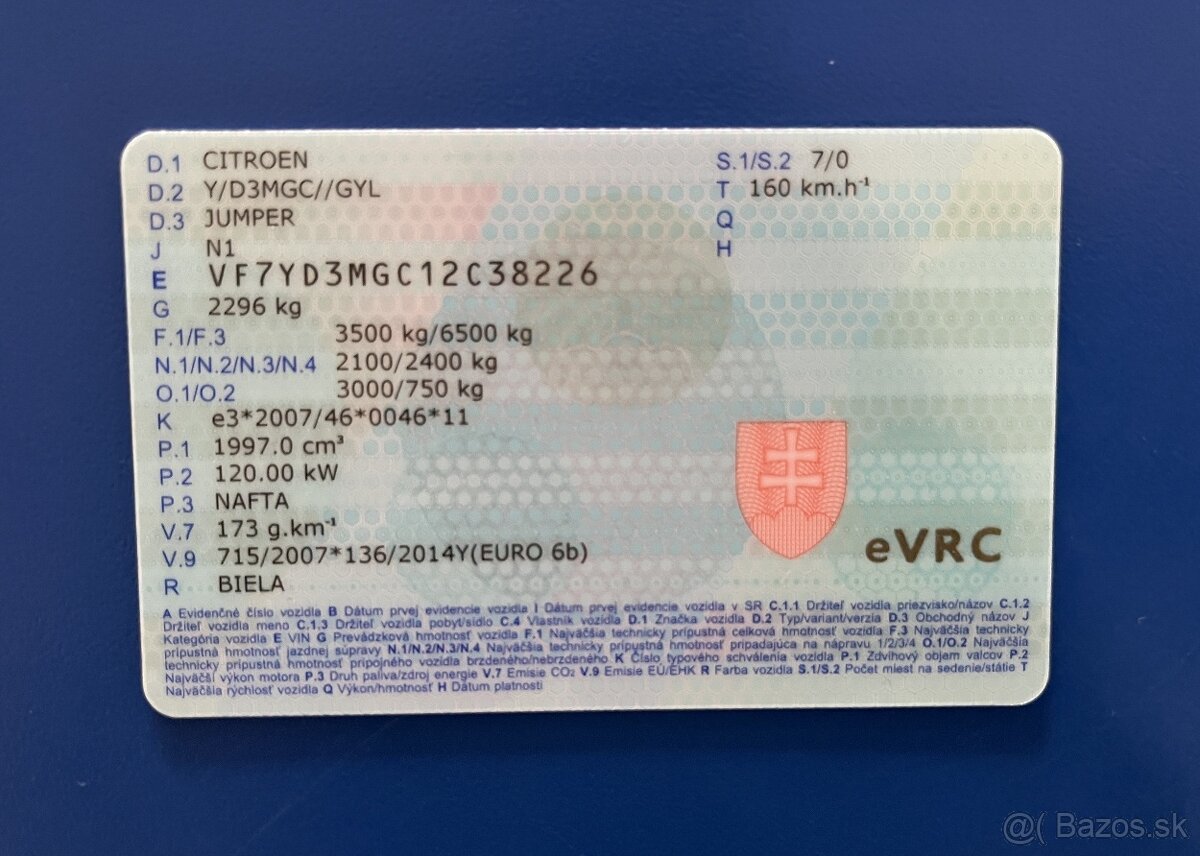 D.1 CITROEN
D.2 Y/D3MGC//GYL
D.3 JUMPER
J N1
E VF7YD3MGC12C38226
G 2296 kg
F.1/F.3 3500 kg/6500 kg
N.1/N.2/N.3/N.4 2100/2400 kg
O.1/O.2 3000/750 kg
K e3*2007/46*0046*11
P.1 1997.0 cm³
P.2 120.00 kW
P.3 NAFTA
V.7 173 g.km⁻¹
V.9 715/2007*136/2014Y(EURO 6b)
R BIELA
S.1/S.2 7/0
T 160 km.h⁻¹
Q
H
eVRC
A Evidenčné číslo vozidla B Dátum prvej evidencie vozidla I Dátum prvej evidencie vozidla v SR C.1.1 Držiteľ vozidla priezvisko/názov C.1.2
Držiteľ vozidla meno C.1.3 Držiteľ vozidla pobyt/sídlo C.4 Vlastník vozidla D.1 Značka vozidla D.2 Typ/variant/verzia D.3 Obchodný názov J
Kategória vozidla E VIN G Prevádzková hmotnosť vozidla F.1 Najväčšia technicky prípustná celková hmotnosť vozidla F.3 Najväčšia technicky
prípustná hmotnosť jazdnej súpravy N.1/N.2/N.3/N.4 Najväčšia technicky prípustná hmotnosť pripadajúca na nápravu 1/2/3/4 O.1/O.2 Najväčšia
technicky prípustná hmotnosť prípojného vozidla brzdeného/nebrzdeného K Číslo typového schválenia vozidla P.1 Zdvihový objem valcov P.2
Najväčší výkon motora P.3 Druh paliva/zdroj energie V.7 Emisie CO₂ V.9 Emisie EÚ/EHK R Farba vozidla S.1/S.2 Počet miest na sedenie/státie T
Najväčšia rýchlosť vozidla Q Výkon/hmotnosť H Dátum platnosti
@( Bazos.sk